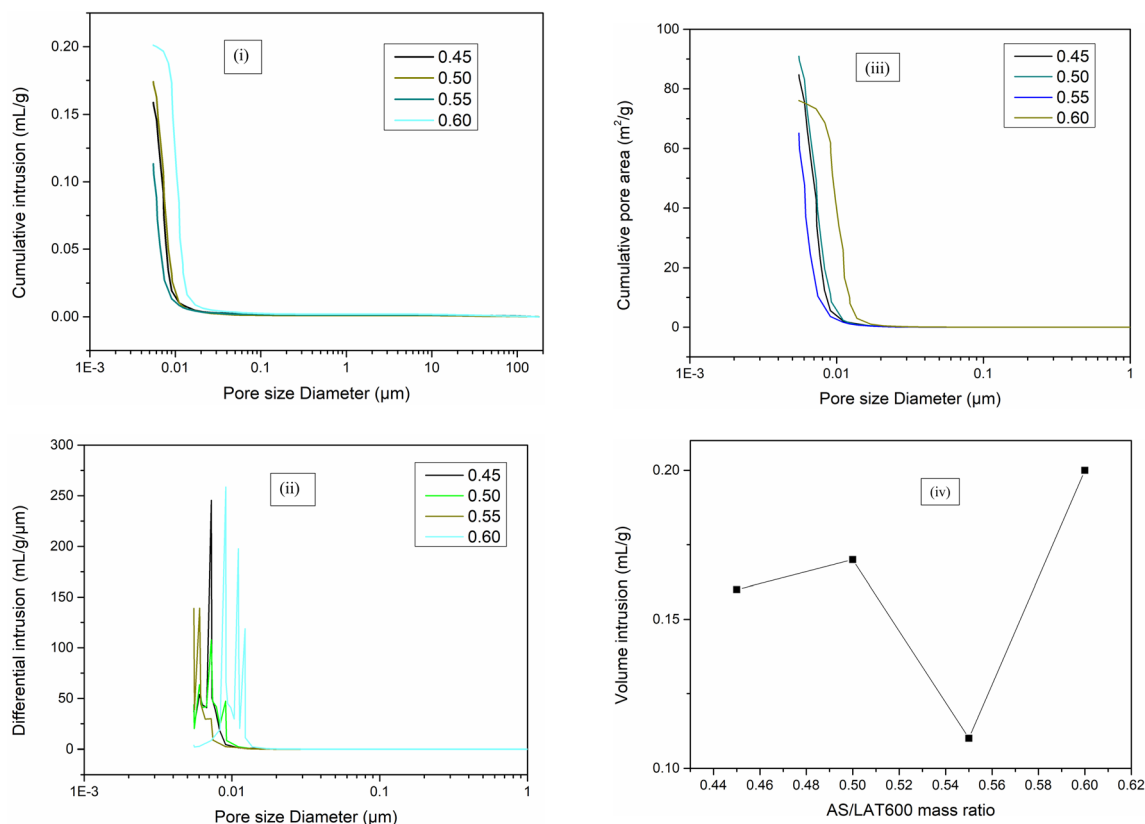 0.20
0.15
0.10
0.05
0.00
Cumulative intrusion (mL/g)
(i)
0.45
0.50
0.55
0.60
1E-3 0.01 0.1 1 10 100
Pore size Diameter (µm)
100
80
60
40
20
0
Cumulative pore area (m²/g)
(iii)
0.45
0.50
0.55
0.60
1E-3 0.01 0.1 1
Pore size Diameter (µm)
300
250
200
150
100
50
0
Differential intrusion (mL/g/µm)
(ii)
0.45
0.50
0.55
0.60
1E-3 0.01 0.1 1
Pore size Diameter (µm)
0.20
0.15
0.10
Volume intrusion (mL/g)
(iv)
0.44 0.46 0.48 0.50 0.52 0.54 0.56 0.58 0.60 0.62
AS/LAT600 mass ratio